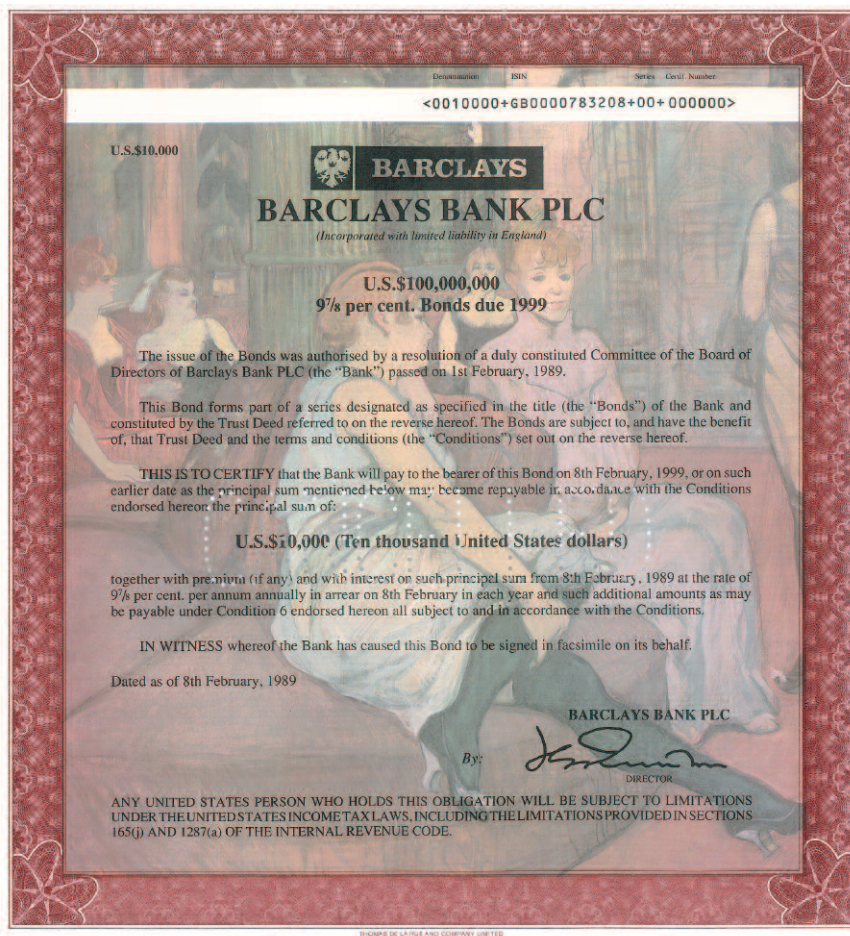 Denomination ISIN Series Certif. Number
<0010000+GB0000783208+00+000000>
U.S.$10,000
BARCLAYS
BARCLAYS BANK PLC
(Incorporated with limited liability in England)
U.S.$100,000,000
9⅞ per cent. Bonds due 1999
The issue of the Bonds was authorised by a resolution of a duly constituted Committee of the Board of
Directors of Barclays Bank PLC (the “Bank”) passed on 1st February, 1989.
This Bond forms part of a series designated as specified in the title (the “Bonds”) of the Bank and
constituted by the Trust Deed referred to on the reverse hereof. The Bonds are subject to, and have the benefit
of, that Trust Deed and the terms and conditions (the “Conditions”) set out on the reverse hereof.
THIS IS TO CERTIFY that the Bank will pay to the bearer of this Bond on 8th February, 1999, or on such
earlier date as the principal sum mentioned below may become repayable in accordance with the Conditions
endorsed hereon the principal sum of:
U.S.$10,000 (Ten thousand United States dollars)
together with premium (if any) and with interest on such principal sum from 8th February, 1989 at the rate of
9⅞ per cent. per annum annually in arrear on 8th February in each year and such additional amounts as may
be payable under Condition 6 endorsed hereon all subject to and in accordance with the Conditions.
IN WITNESS whereof the Bank has caused this Bond to be signed in facsimile on its behalf.
Dated as of 8th February, 1989
BARCLAYS BANK PLC
By:
DIRECTOR
ANY UNITED STATES PERSON WHO HOLDS THIS OBLIGATION WILL BE SUBJECT TO LIMITATIONS
UNDER THE UNITED STATES INCOME TAX LAWS, INCLUDING THE LIMITATIONS PROVIDED IN SECTIONS
165(j) AND 1287(a) OF THE INTERNAL REVENUE CODE.
THOMAS DE LA RUE AND COMPANY LIMITED